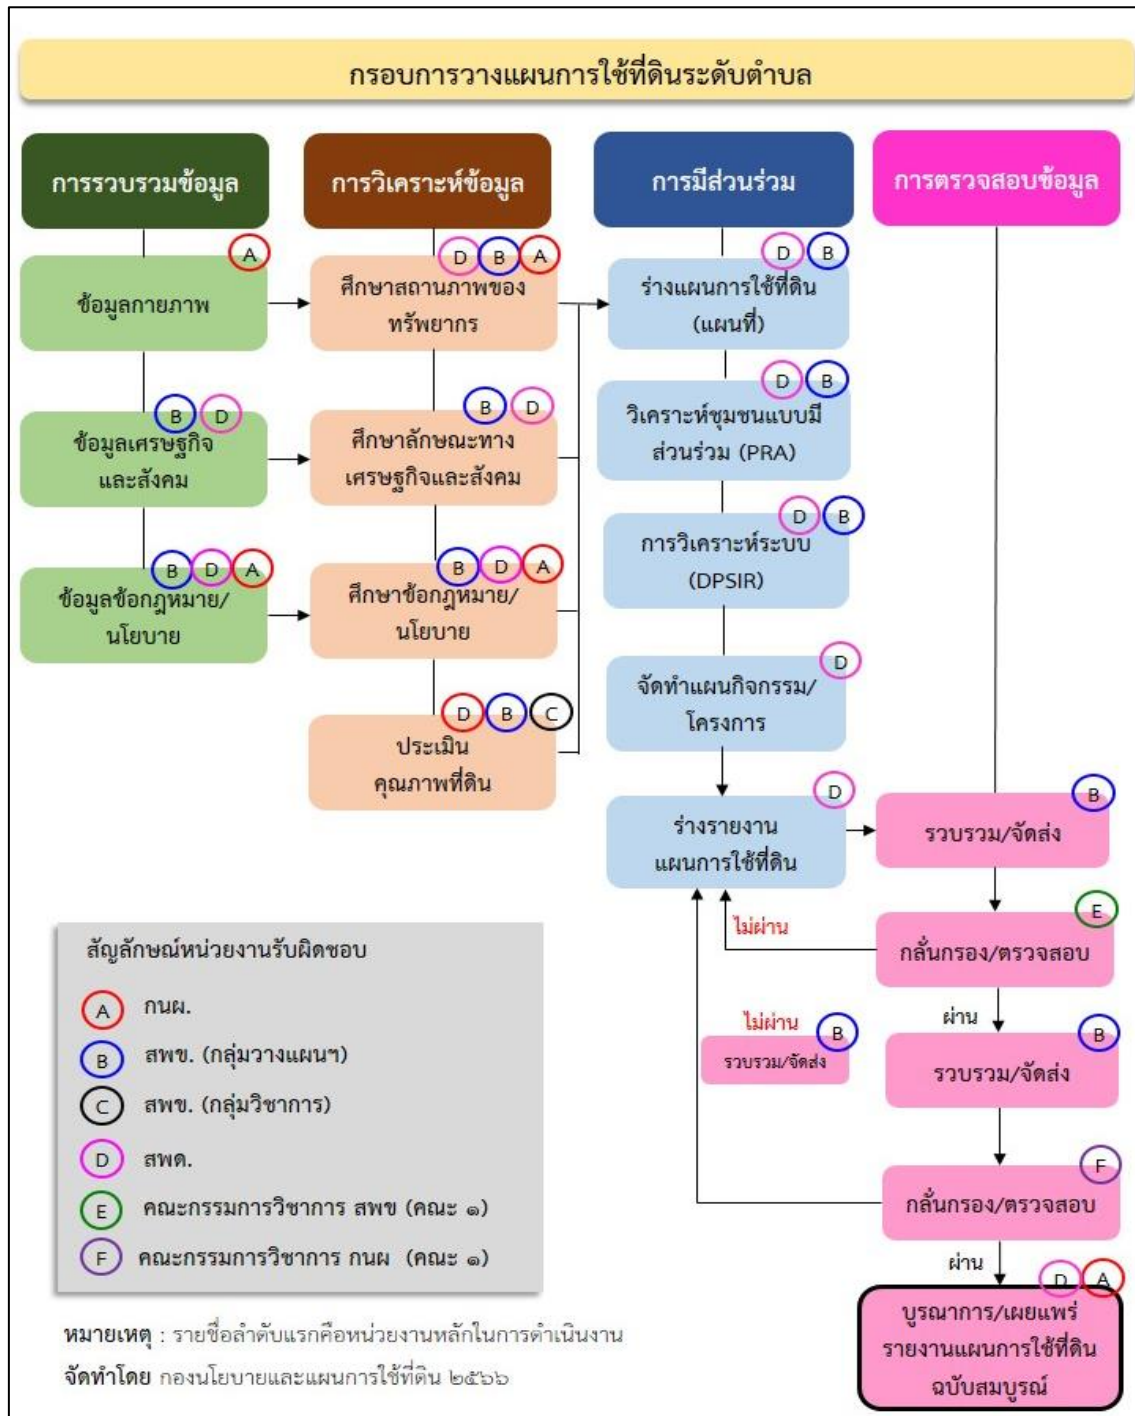 กรอบการวางแผนการใช้ที่ดินระดับตำบล
การรวบรวมข้อมูล
A
ข้อมูลกายภาพ
B D
ข้อมูลเศรษฐกิจ
และสังคม
B D A
ข้อมูลข้อกฎหมาย/
นโยบาย
การวิเคราะห์ข้อมูล
D B A
ศึกษาสถานภาพของ
ทรัพยากร
B D
ศึกษาลักษณะทาง
เศรษฐกิจและสังคม
B D A
ศึกษาข้อกฎหมาย/
นโยบาย
D B C
ประเมิน
คุณภาพที่ดิน
การมีส่วนร่วม
D B
ร่างแผนการใช้ที่ดิน
(แผนที่)
D B
วิเคราะห์ชุมชนแบบมี
ส่วนร่วม (PRA)
D B
การวิเคราะห์ระบบ
(DPSIR)
D
จัดทำแผนกิจกรรม/
โครงการ
D
ร่างรายงาน
แผนการใช้ที่ดิน
การตรวจสอบข้อมูล
B
รวบรวม/จัดส่ง
E
กลั่นกรอง/ตรวจสอบ
ไม่ผ่าน
ผ่าน
B
รวบรวม/จัดส่ง
ไม่ผ่าน
B
รวบรวม/จัดส่ง
F
กลั่นกรอง/ตรวจสอบ
ผ่าน
D A
บูรณาการ/เผยแพร่
รายงานแผนการใช้ที่ดิน
ฉบับสมบูรณ์
สัญลักษณ์หน่วยงานรับผิดชอบ
A กนผ.
B สพข. (กลุ่มวางแผนฯ)
C สพข. (กลุ่มวิชาการ)
D สพด.
E คณะกรรมการวิชาการ สพข (คณะ ๑)
F คณะกรรมการวิชาการ กนผ (คณะ ๑)
หมายเหตุ : รายชื่อลำดับแรกคือหน่วยงานหลักในการดำเนินงาน
จัดทำโดย กองนโยบายและแผนการใช้ที่ดิน ๒๕๖๖